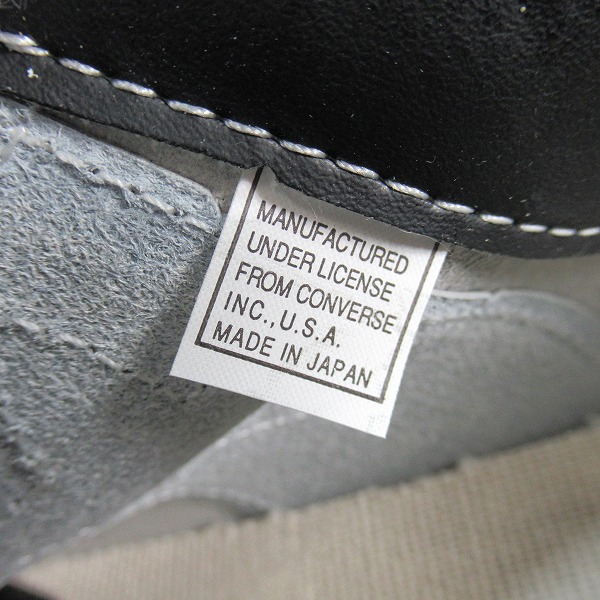 MANUFACTURED
UNDER LICENSE
FROM CONVERSE
INC., U.S.A.
MADE IN JAPAN